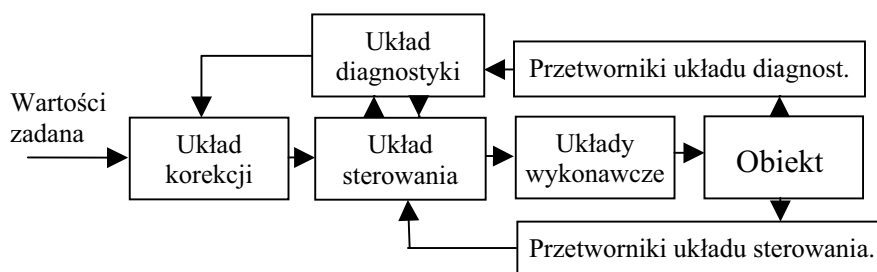 Układ
diagnostyki
Przetworniki układu diagnost.
Wartości
zadana
Układ
korekcji
Układ
sterowania
Układy
wykonawcze
Obiekt
Przetworniki układu sterowania.